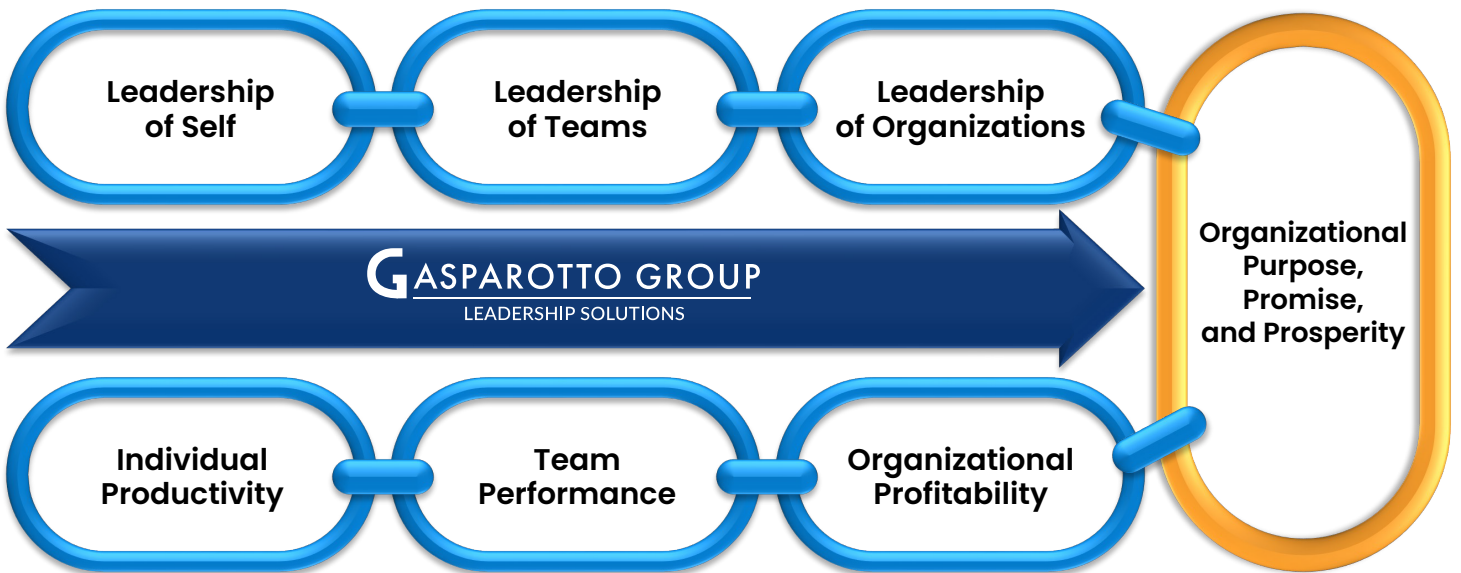 Leadership
of Self
Leadership
of Teams
Leadership
of Organizations
GASPAROTTO GROUP
LEADERSHIP SOLUTIONS
Organizational
Purpose,
Promise,
and Prosperity
Individual
Productivity
Team
Performance
Organizational
Profitability